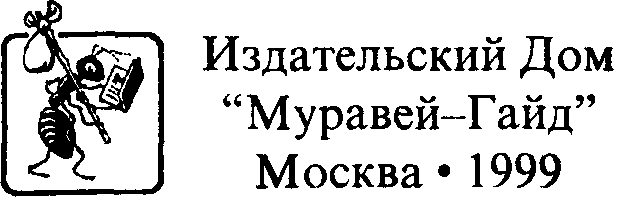 Издательский Дом
“Муравей–Гайд”
Москва • 1999